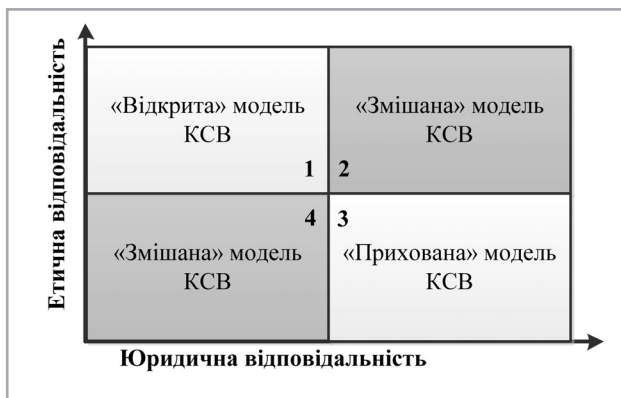 Етична відповідальність
«Відкрита» модель
КСВ
1
«Змішана» модель
КСВ
2
«Змішана» модель
КСВ
4
«Прихована» модель
КСВ
3
Юридична відповідальність